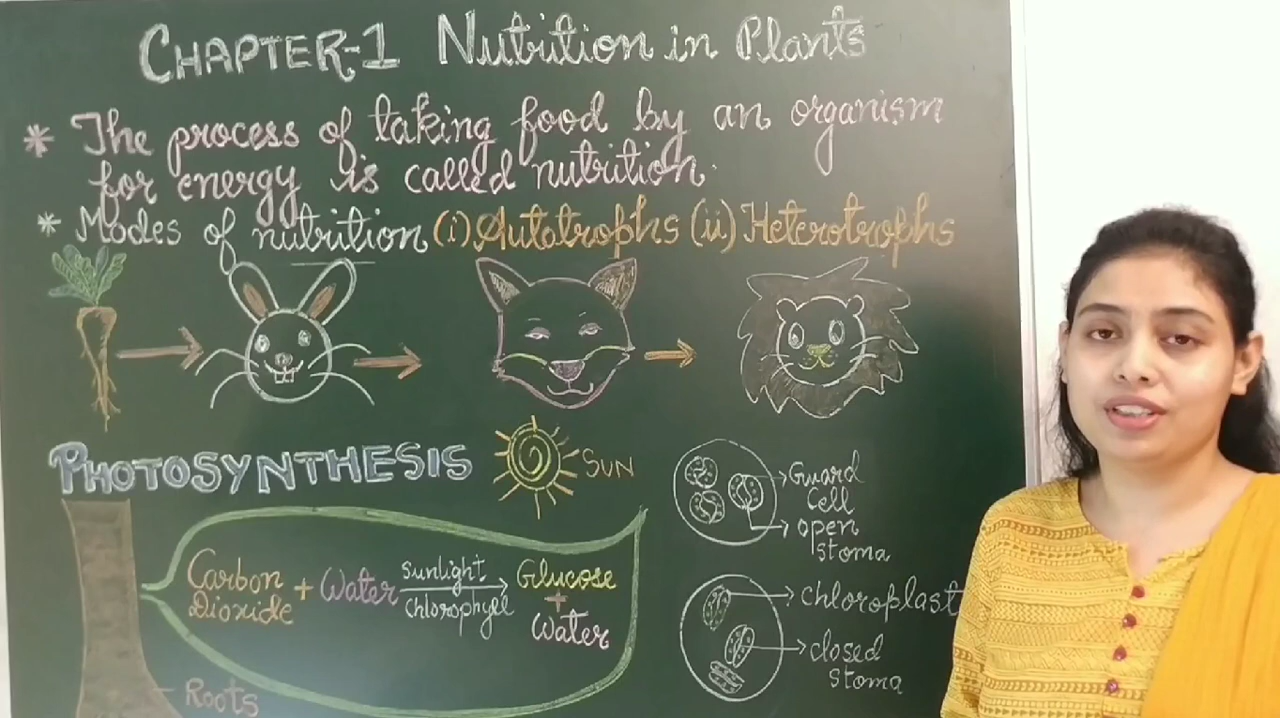 CHAPTER-1 Nutrition in Plants
* The process of taking food by an organism
for energy is called nutrition.
* Modes of nutrition (i) Autotrophs (ii) Heterotrophs
PHOTOSYNTHESIS
SUN
Guard
Cell
open
stoma
Carbon
Dioxide + Water
sunlight
chlorophyll
Glucose
+
Water
chloroplast
closed
stoma
Roots